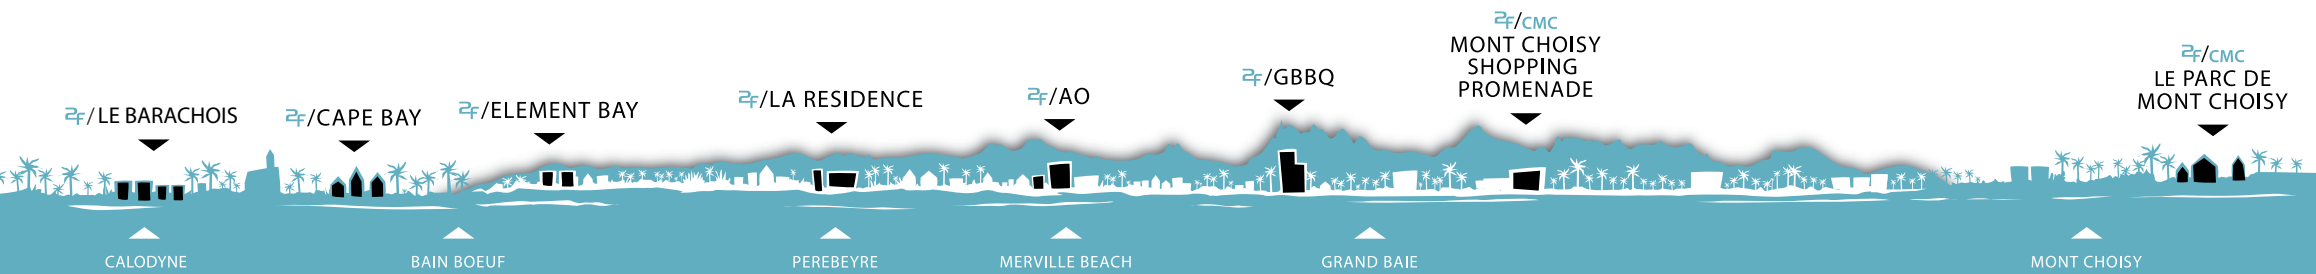 2F/LE BARACHOIS
2F/CAPE BAY
2F/ELEMENT BAY
2F/LA RESIDENCE
2F/AO
2F/GBBQ
2F/CMC
MONT CHOISY
SHOPPING
PROMENADE
2F/CMC
LE PARC DE
MONT CHOISY
CALODYNE
BAIN BOEUF
PEREBEYRE
MERVILLE BEACH
GRAND BAIE
MONT CHOISY